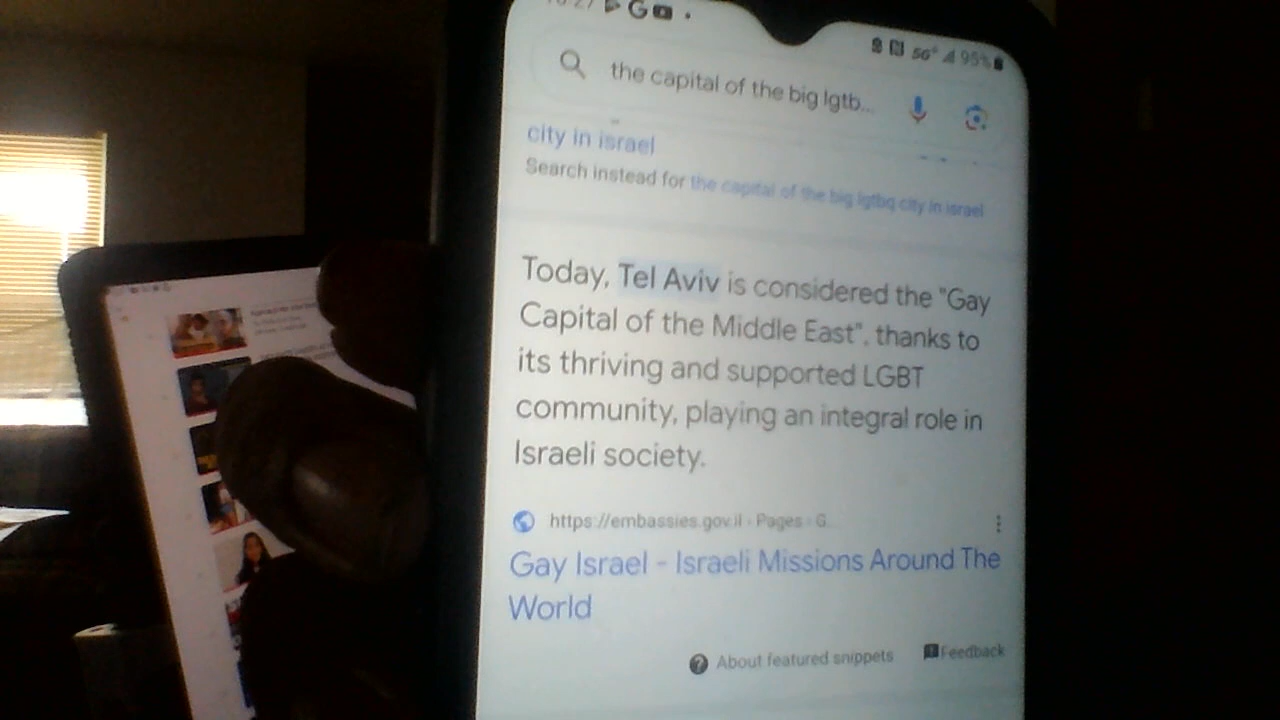 the capital of the big lgtb...
5G+ 95%
city in israel
Search instead for the capital of the big lgtbq city in israel
Today, Tel Aviv is considered the "Gay
Capital of the Middle East", thanks to
its thriving and supported LGBT
community, playing an integral role in
Israeli society.
https://embassies.gov.il › Pages › G...
Gay Israel - Israeli Missions Around The
World
About featured snippets
Feedback